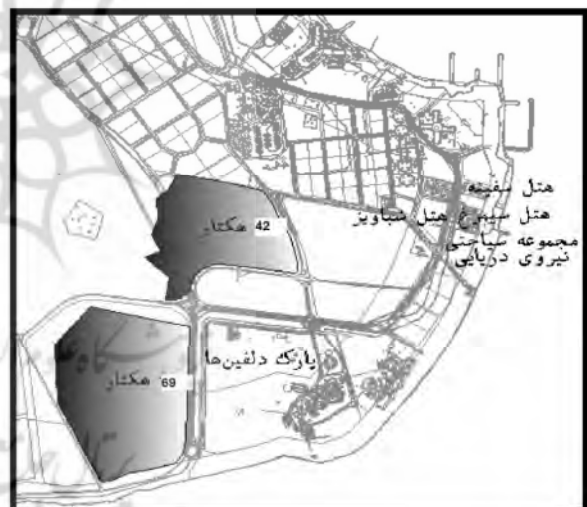 هتل سفینه
هتل سیمرغ هتل شباویز
مجموعه سیاحتی
نیروی دریایی
42 هکتار
پارک دلفین‌ها
69 هکتار